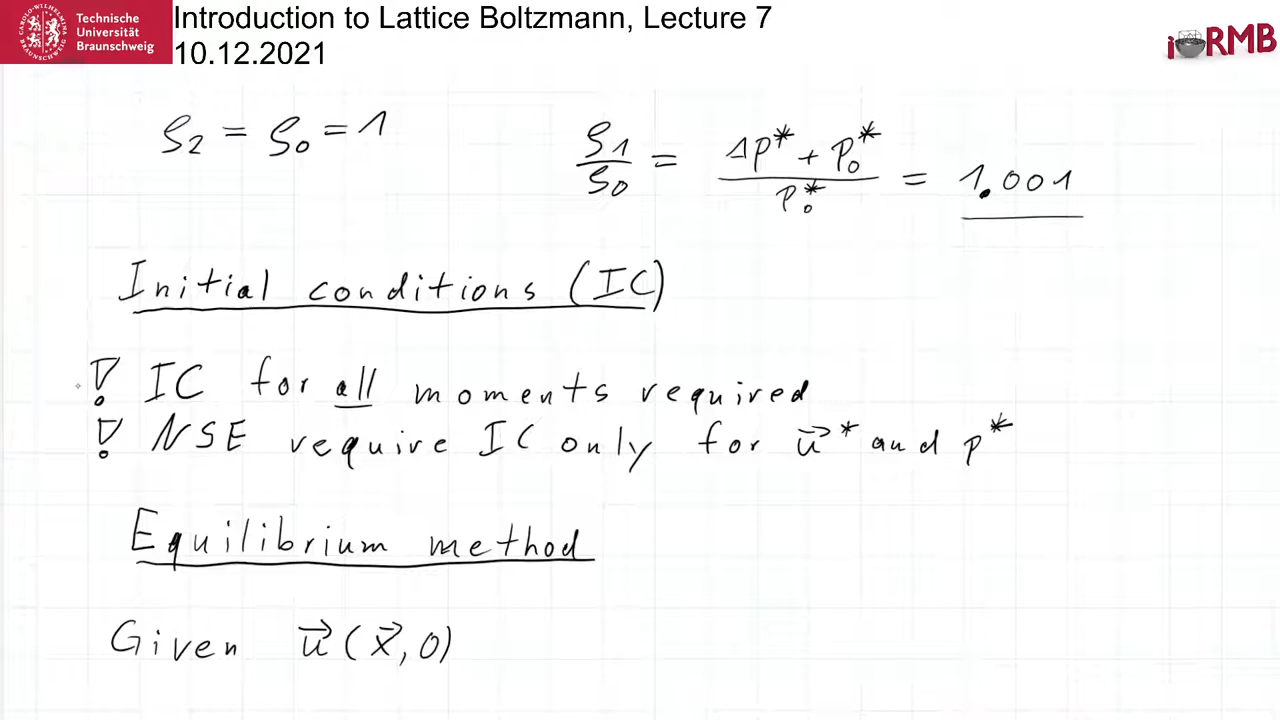 Technische
Universität
Braunschweig
Introduction to Lattice Boltzmann, Lecture 7
10.12.2021
iRMB
ρ₂ = ρ₀ = 1
ρ₁/ρ₀ = (Δp* + p₀*)/p₀* = 1.001
Initial conditions (IC)
! IC for all moments required
! NSE require IC only for u⃗* and p*
Equilibrium method
Given u⃗(x⃗,0)